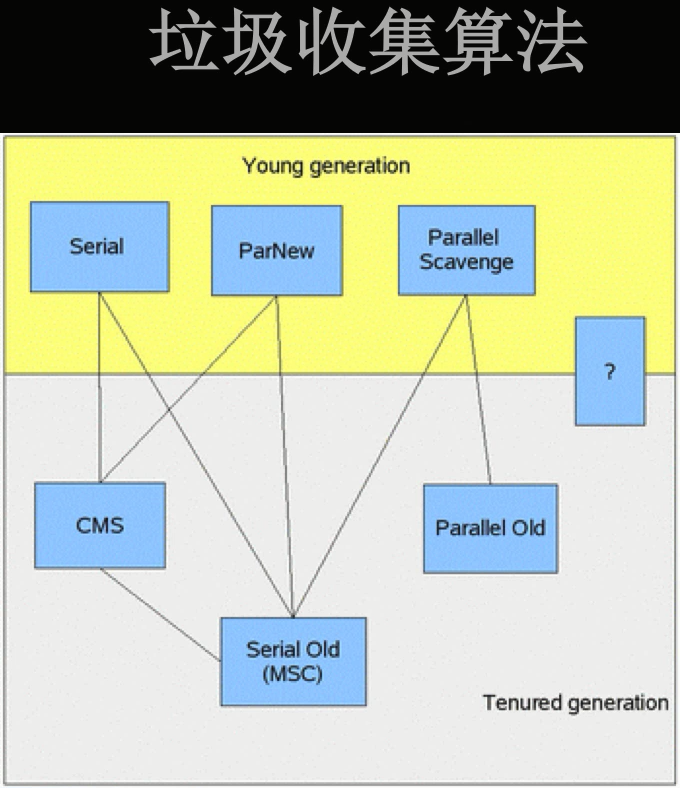 垃圾收集算法
Young generation
Serial
ParNew
Parallel
Scavenge
?
CMS
Parallel Old
Serial Old
(MSC)
Tenured generation